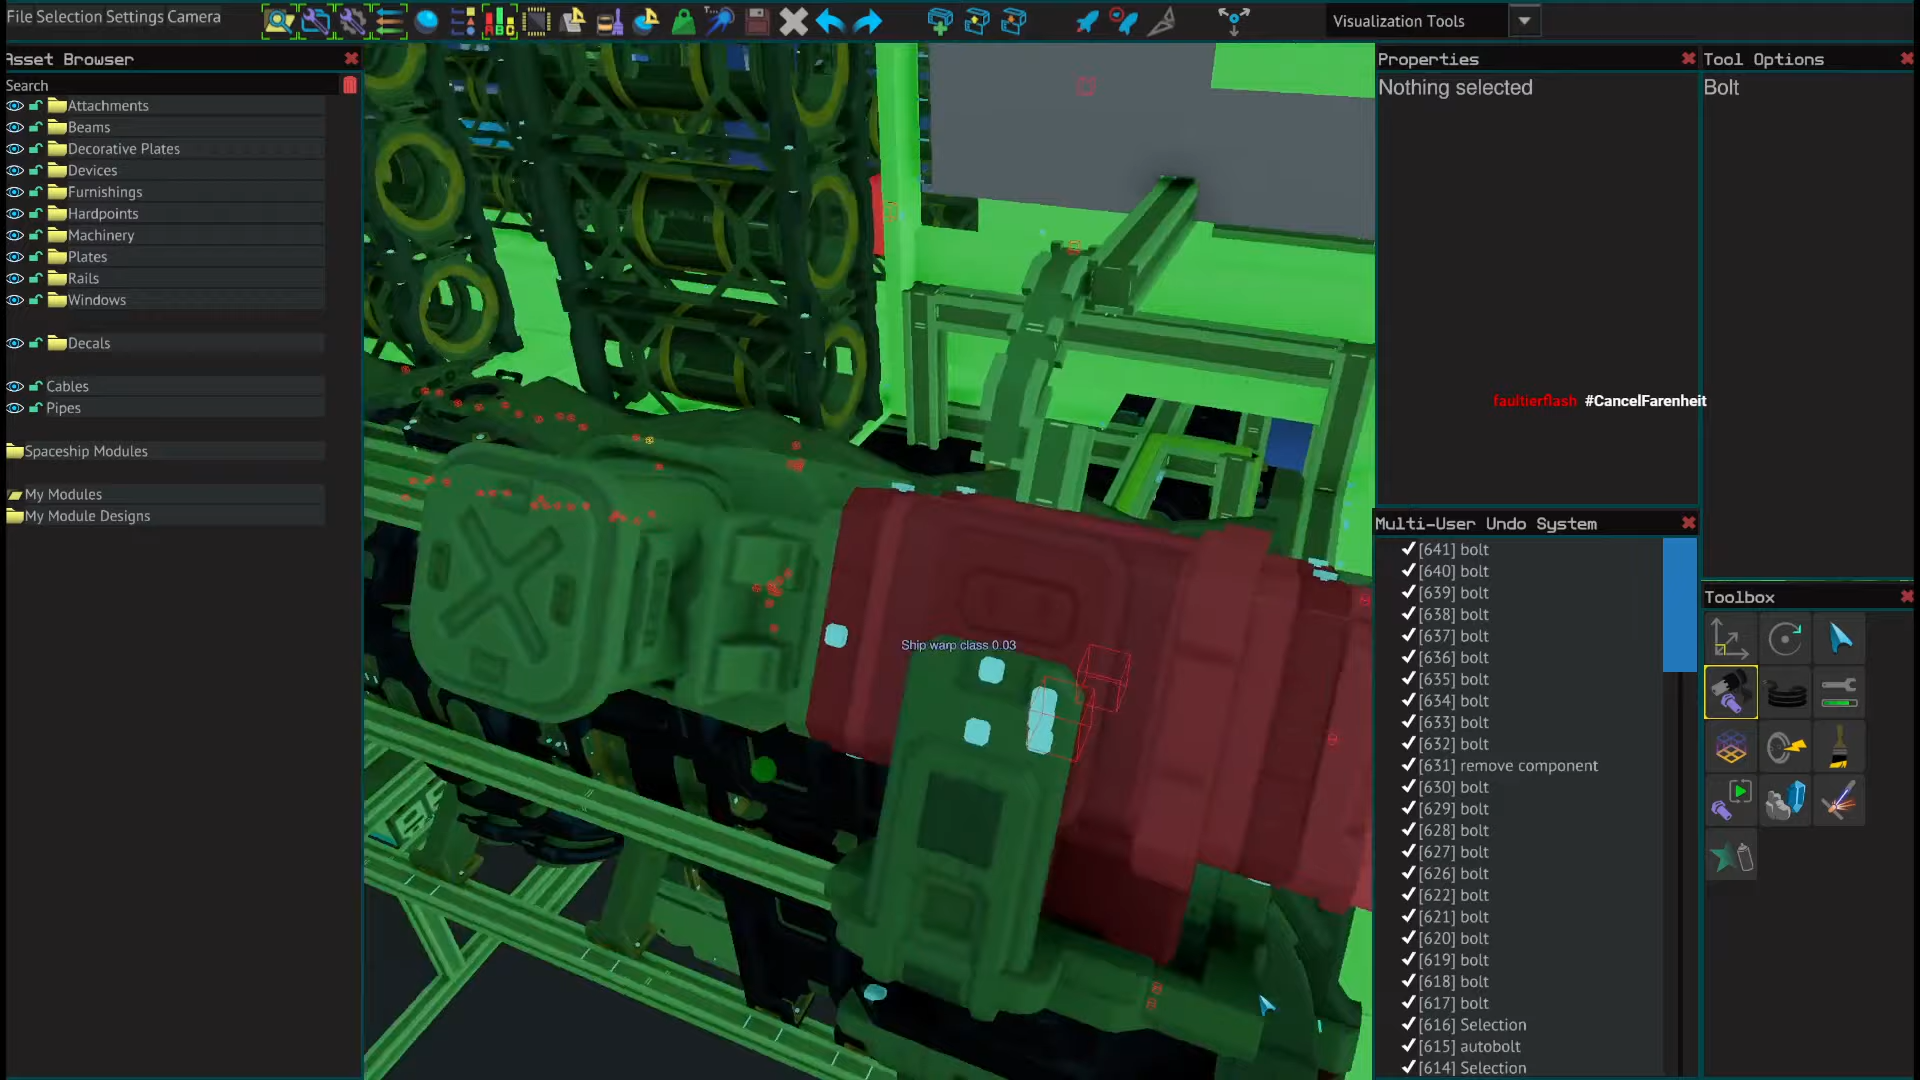 File Selection Settings Camera
Visualization Tools
Asset Browser
Search
Attachments
Beams
Decorative Plates
Devices
Furnishings
Hardpoints
Machinery
Plates
Rails
Windows
Decals
Cables
Pipes
Spaceship Modules
My Modules
My Module Designs
Ship warp class 0.03
Properties
Nothing selected
faultierflash #CancelFarenheit
Tool Options
Bolt
Multi-User Undo System
[641] bolt
[640] bolt
[639] bolt
[638] bolt
[637] bolt
[636] bolt
[635] bolt
[634] bolt
[633] bolt
[632] bolt
[631] remove component
[630] bolt
[629] bolt
[628] bolt
[627] bolt
[626] bolt
[622] bolt
[621] bolt
[620] bolt
[619] bolt
[618] bolt
[617] bolt
[616] Selection
[615] autobolt
[614] Selection
Toolbox